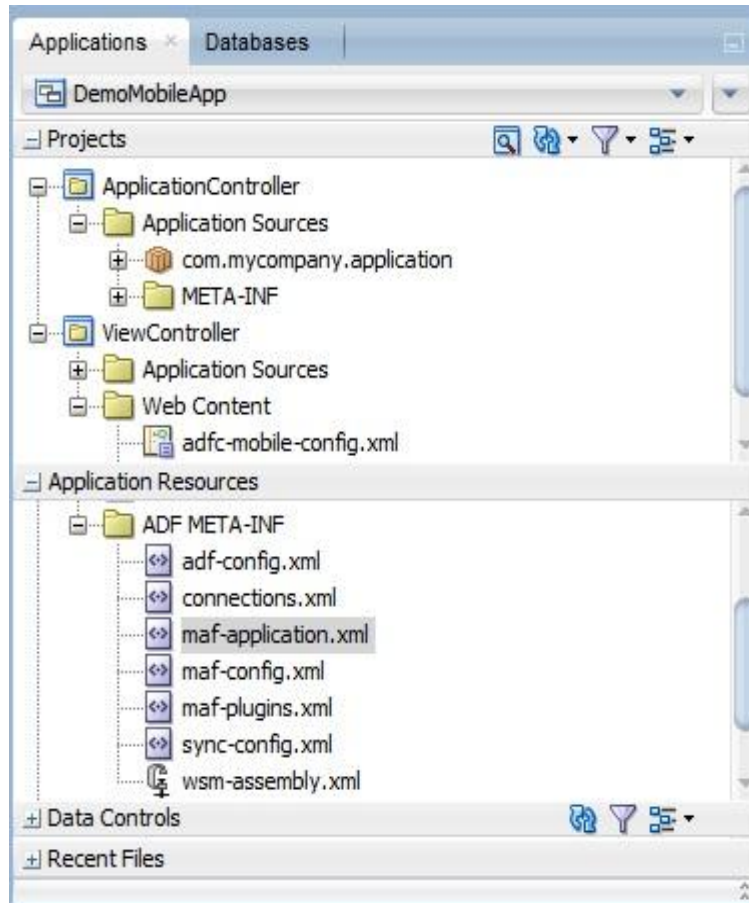 Applications Databases
DemoMobileApp
Projects
ApplicationController
Application Sources
com.mycompany.application
META-INF
ViewController
Application Sources
Web Content
adfc-mobile-config.xml
Application Resources
ADF META-INF
adf-config.xml
connections.xml
maf-application.xml
maf-config.xml
maf-plugins.xml
sync-config.xml
wsm-assembly.xml
Data Controls
Recent Files